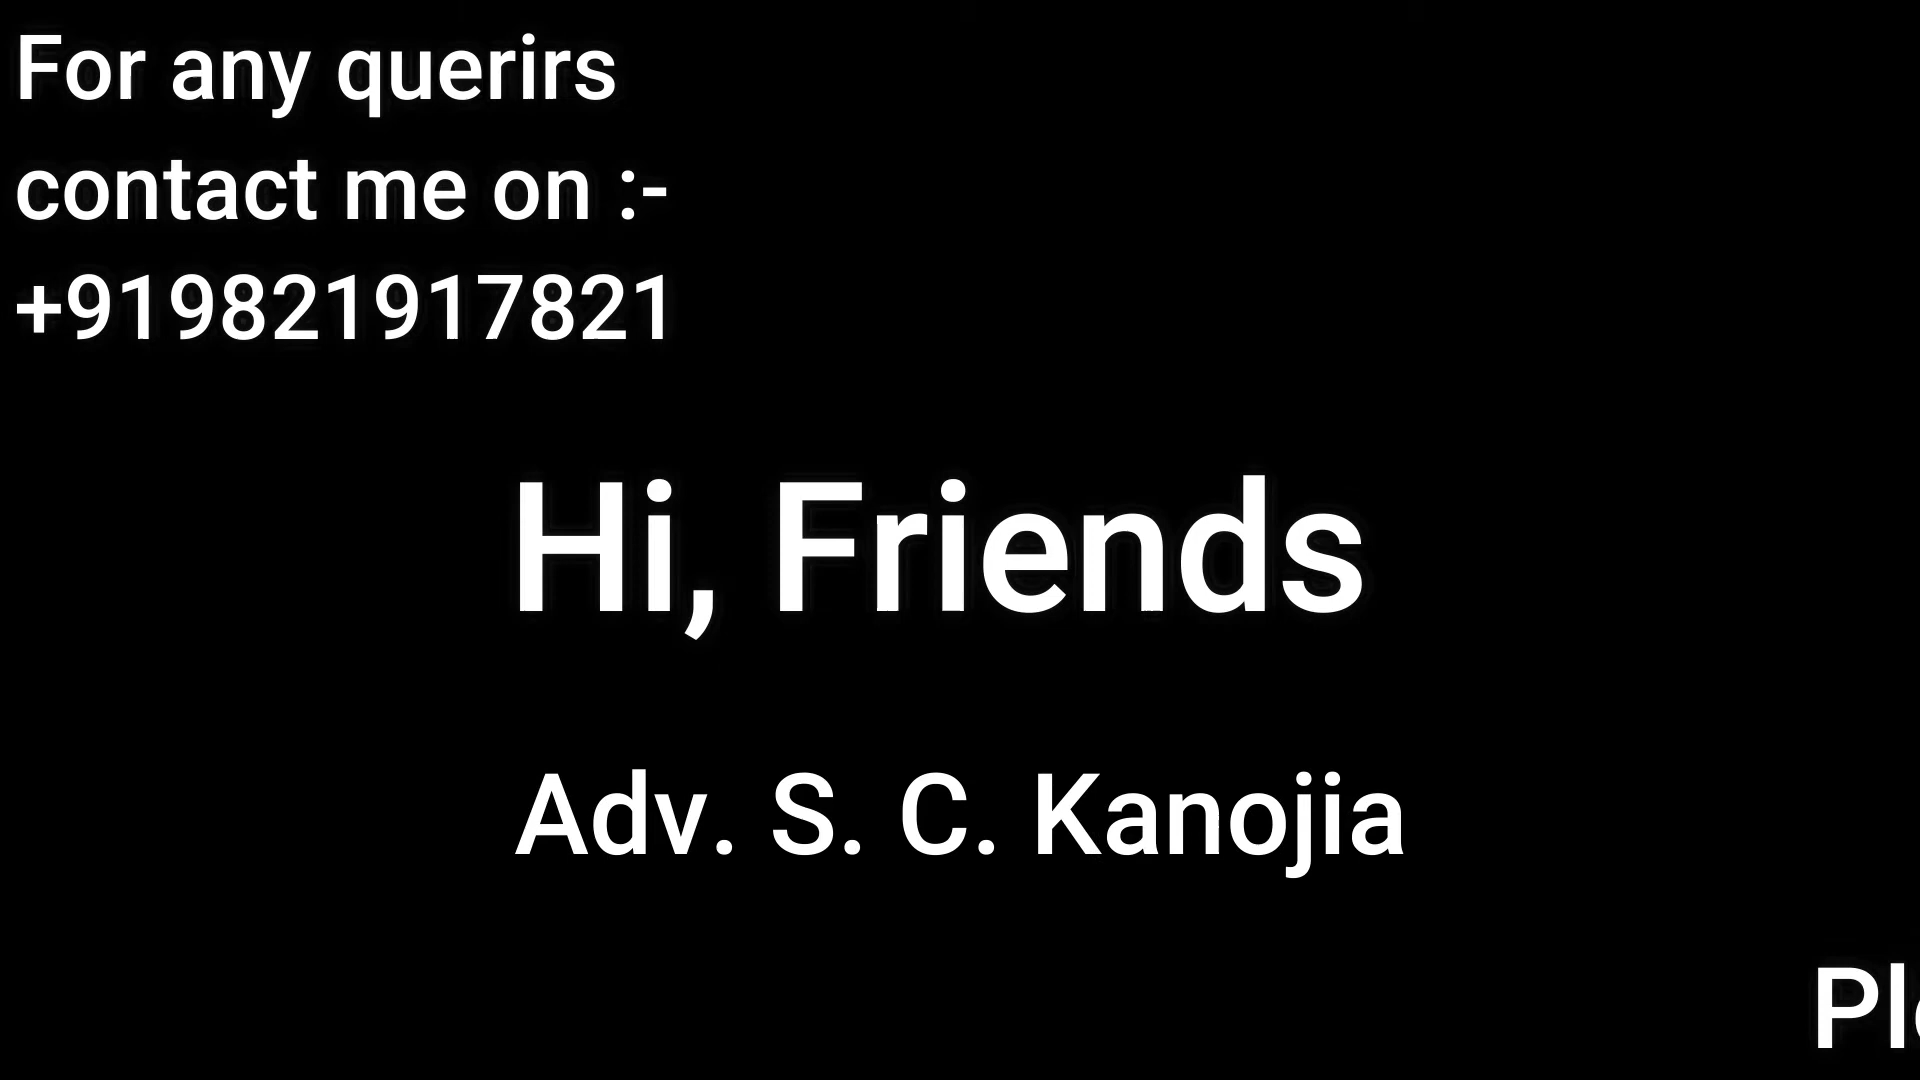 For any querirs
contact me on :-
+919821917821
Hi, Friends
Adv. S. C. Kanojia